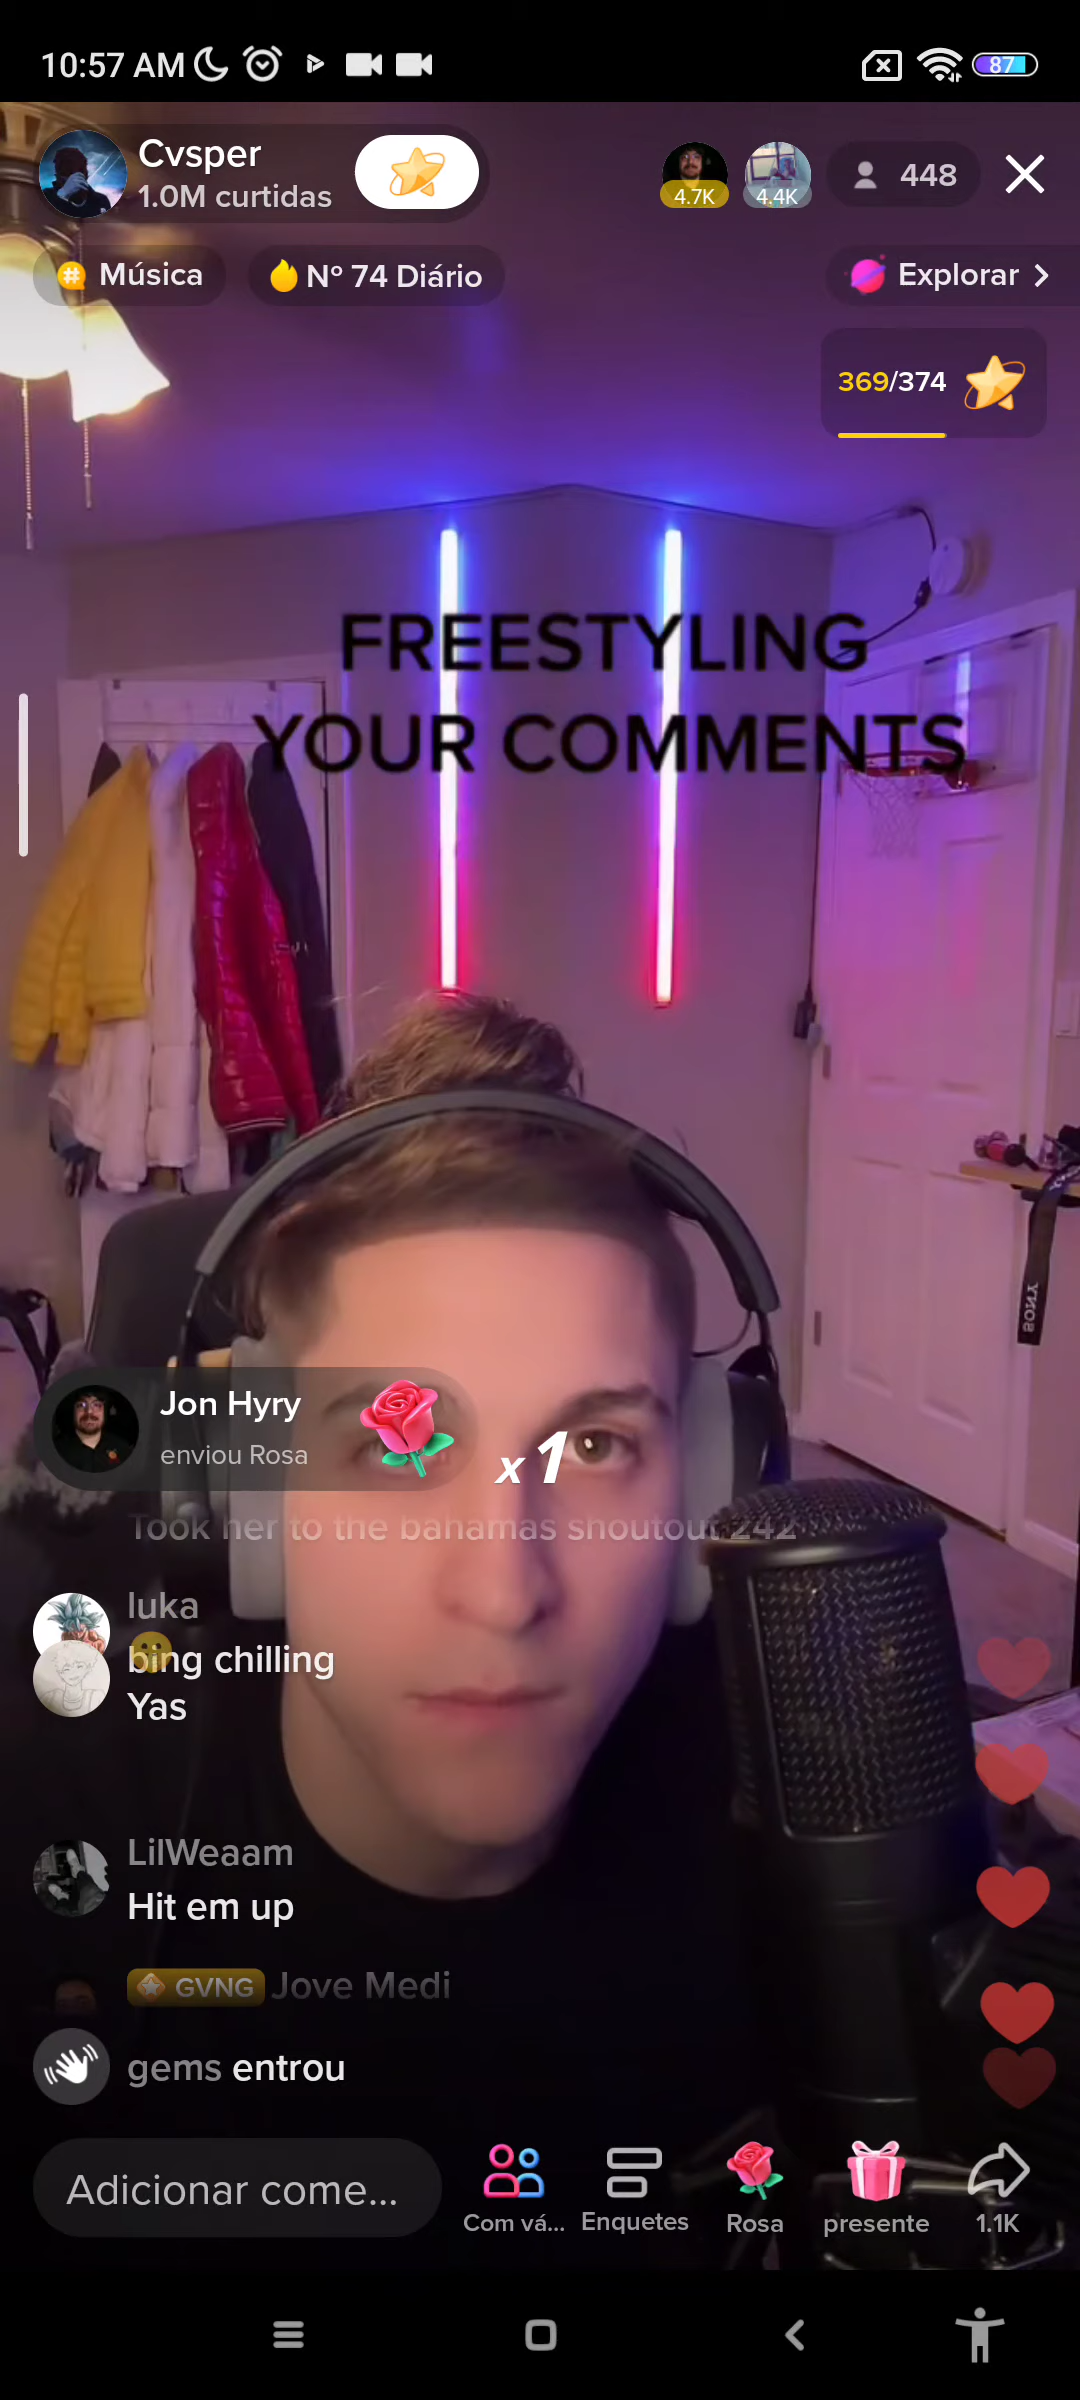 10:57 AM
87
Cvsper
1.0M curtidas
4.7K
4.4K
448
Música
Nº 74 Diário
Explorar
369/374
FREESTYLING
YOUR COMMENTS
SONY
Jon Hyry
enviou Rosa
x1
Took her to the bahamas shoutout 242
luka
bing chilling
Yas
LilWeaam
Hit em up
GVNG Jove Medi
gems entrou
Adicionar come...
Com vá...
Enquetes
Rosa
presente
1.1K